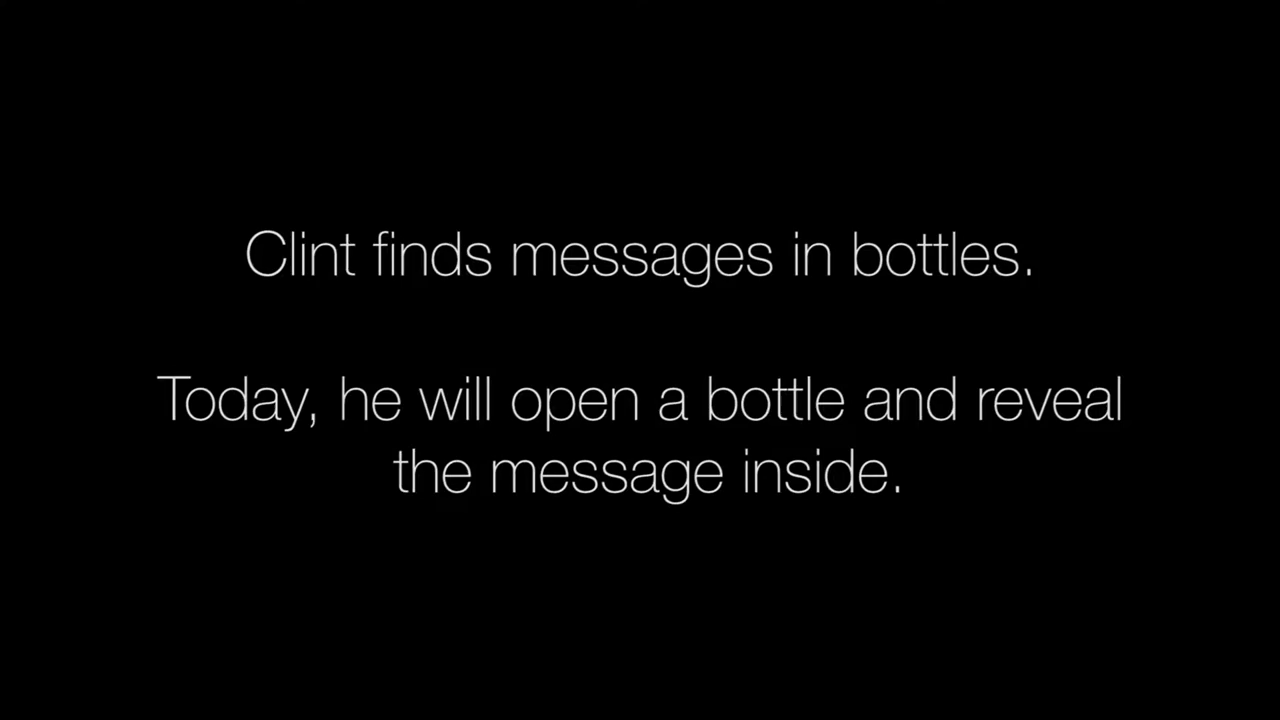 Clint finds messages in bottles.
Today, he will open a bottle and reveal
the message inside.